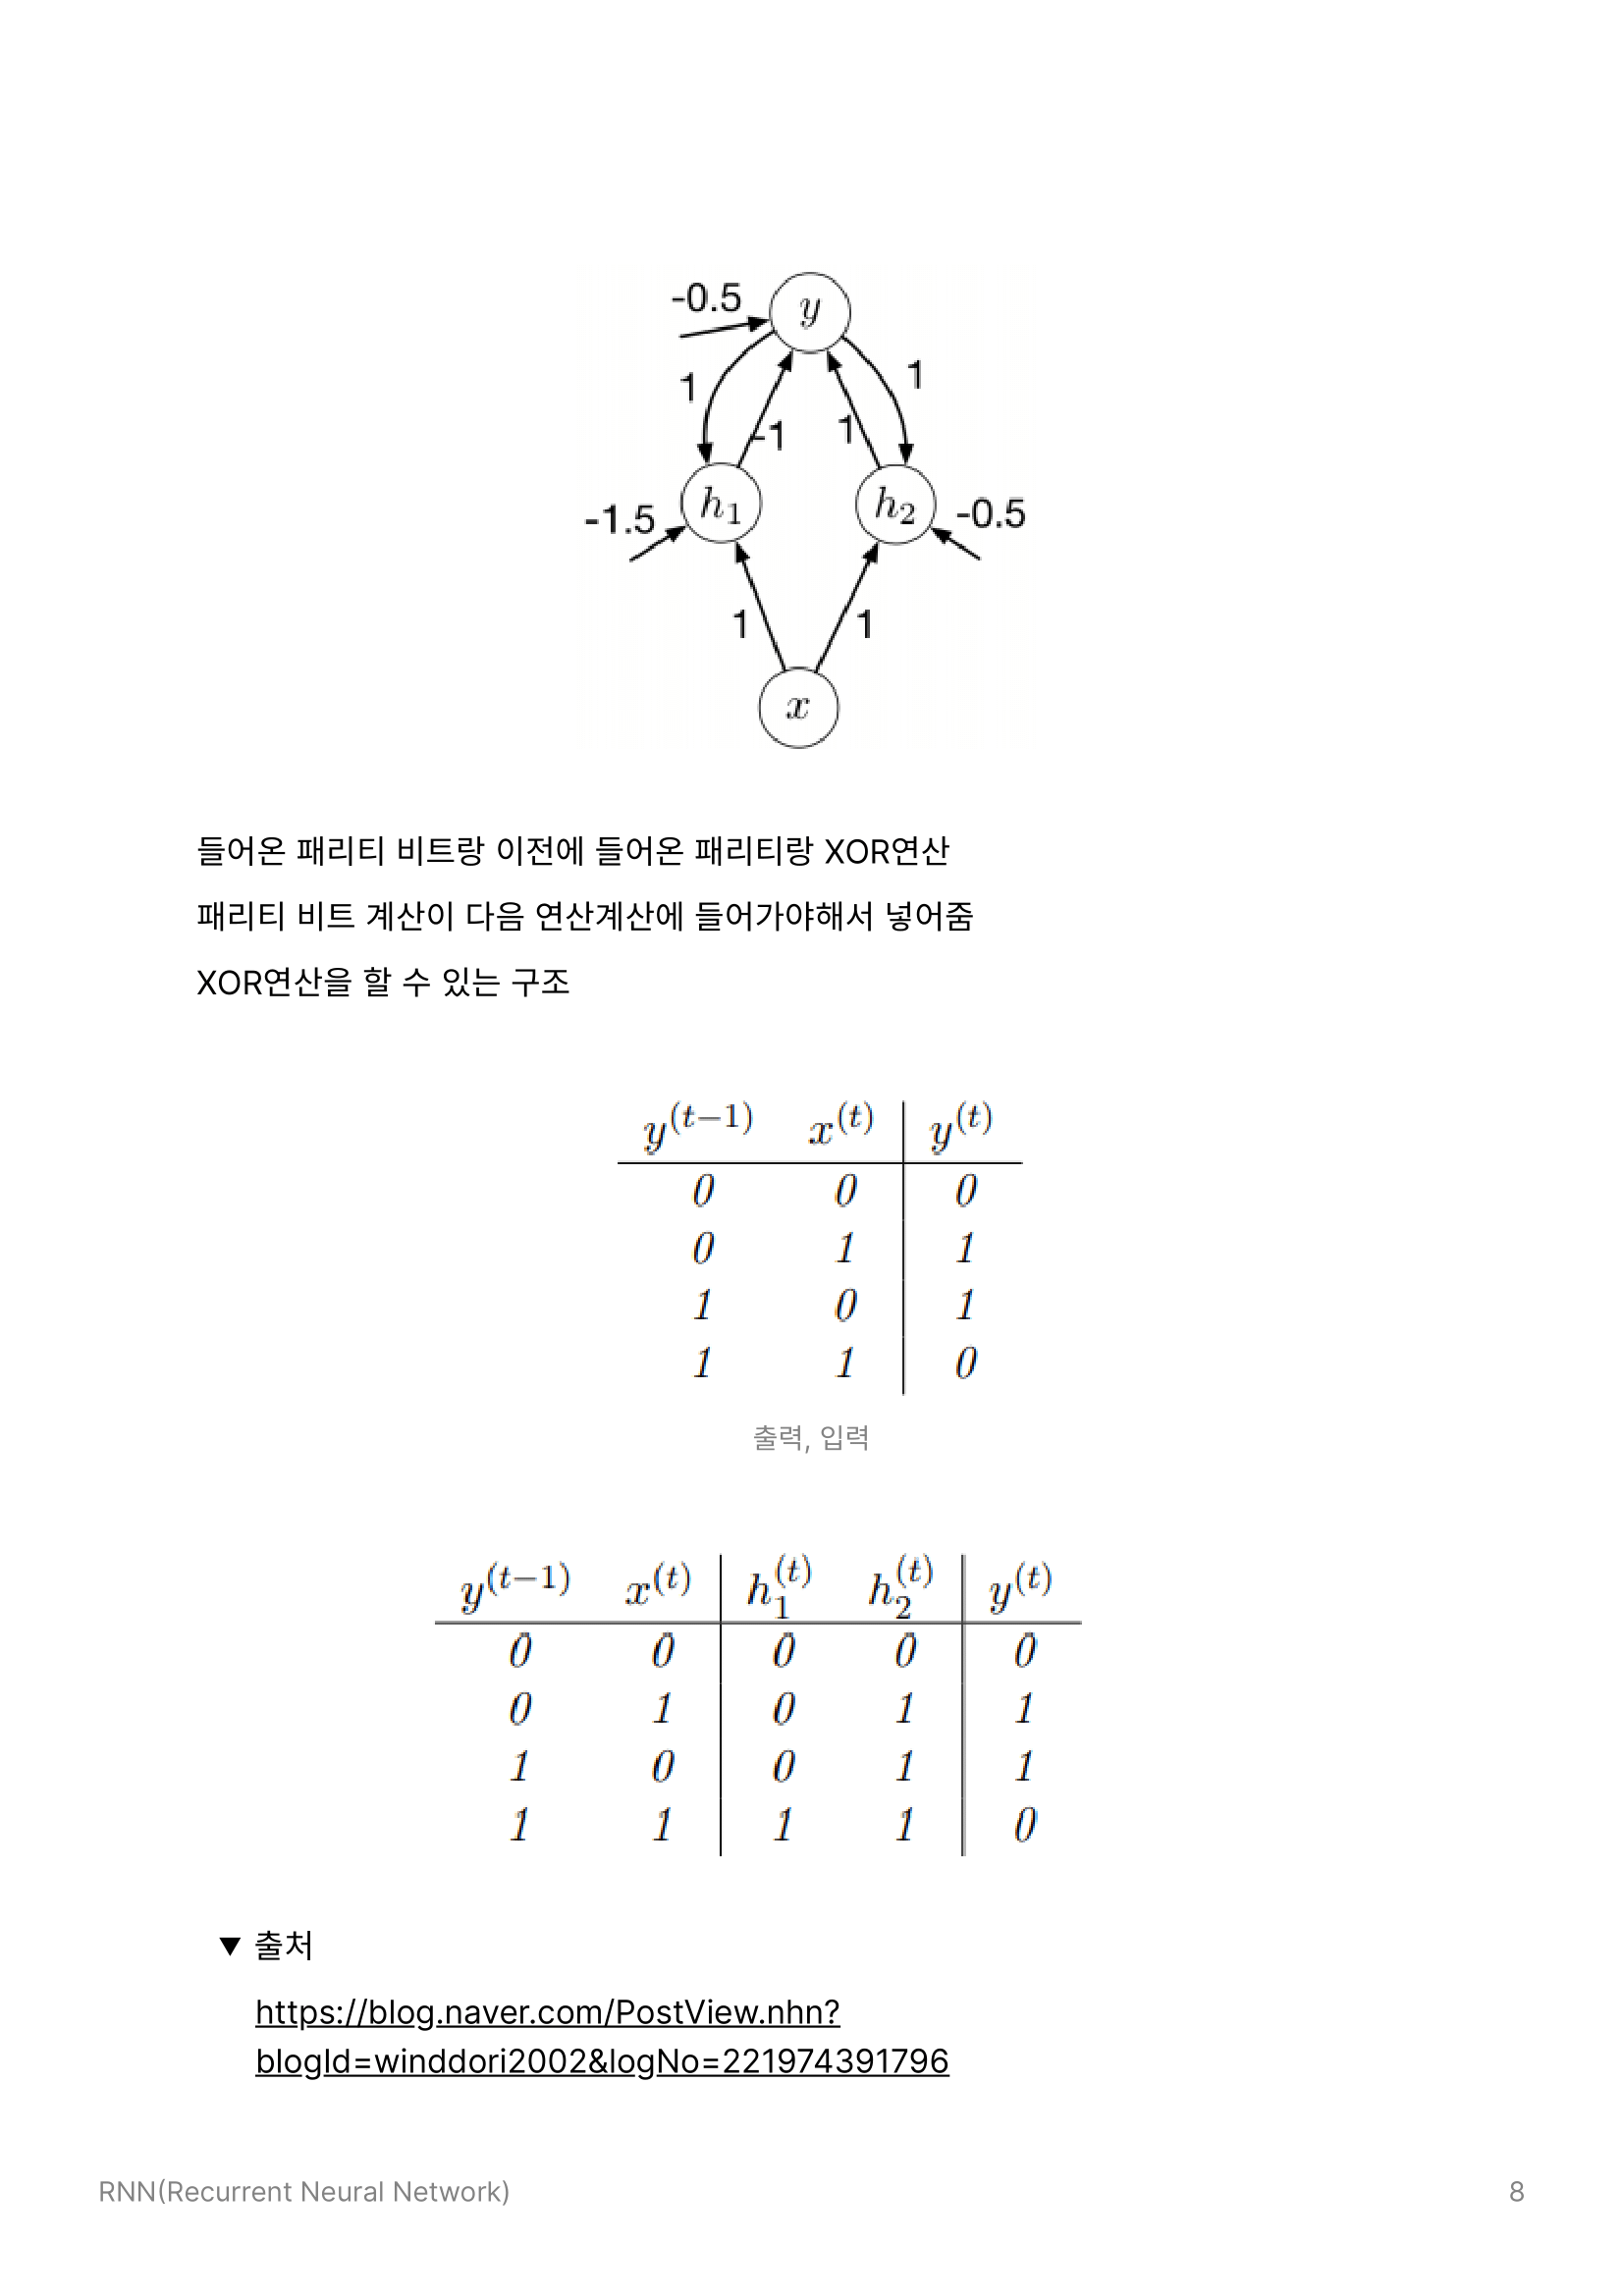 -0.5
y
1
1
-1
1
h₁
h₂
-1.5
-0.5
1
1
x
들어온 패리티 비트랑 이전에 들어온 패리티랑 XOR연산
패리티 비트 계산이 다음 연산계산에 들어가야해서 넣어줌
XOR연산을 할 수 있는 구조
y^(t−1) x^(t) y^(t)
0 0 0
0 1 1
1 0 1
1 1 0
출력, 입력
y^(t−1) x^(t) h₁^(t) h₂^(t) y^(t)
0 0 0 0 0
0 1 0 1 1
1 0 0 1 1
1 1 1 1 0
▼ 출처
https://blog.naver.com/PostView.nhn?
blogId=winddori2002&logNo=221974391796
RNN(Recurrent Neural Network) 8